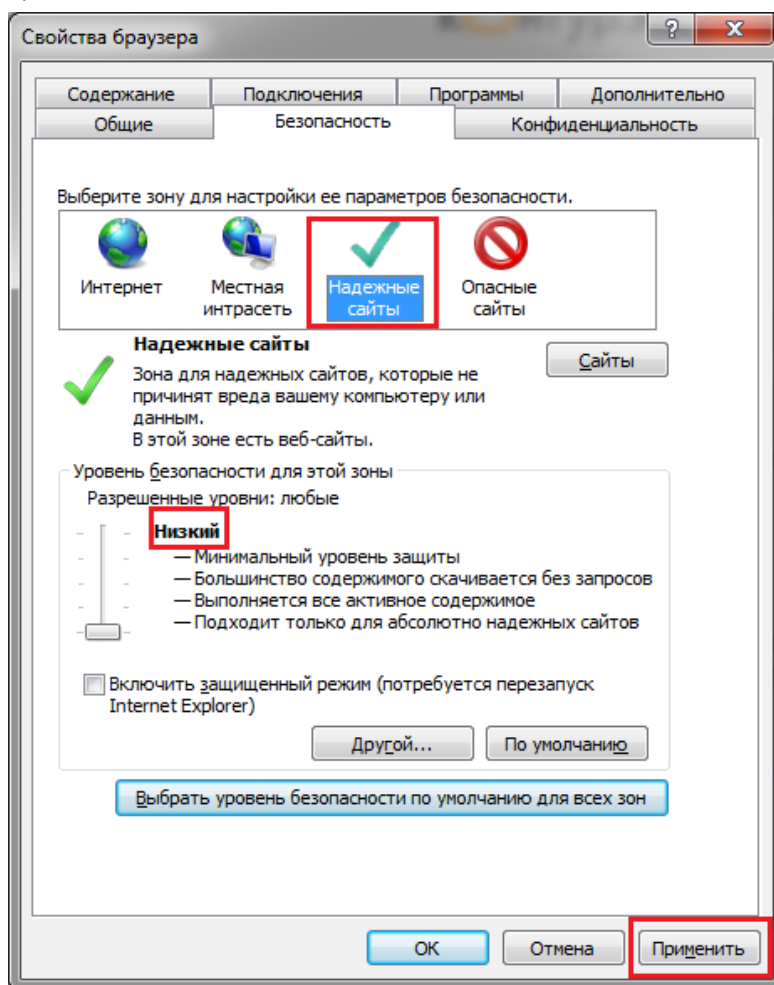 Свойства браузера
Содержание Подключения Программы Дополнительно
Общие Безопасность Конфиденциальность
Выберите зону для настройки ее параметров безопасности.
Интернет Местная интрасеть Надежные сайты Опасные сайты
Надежные сайты
Сайты
Зона для надежных сайтов, которые не
причинят вреда вашему компьютеру или
данным.
В этой зоне есть веб-сайты.
Уровень безопасности для этой зоны
Разрешенные уровни: любые
Низкий
— Минимальный уровень защиты
— Большинство содержимого скачивается без запросов
— Выполняется все активное содержимое
— Подходит только для абсолютно надежных сайтов
Включить защищенный режим (потребуется перезапуск
Internet Explorer)
Другой... По умолчанию
Выбрать уровень безопасности по умолчанию для всех зон
ОК Отмена Применить